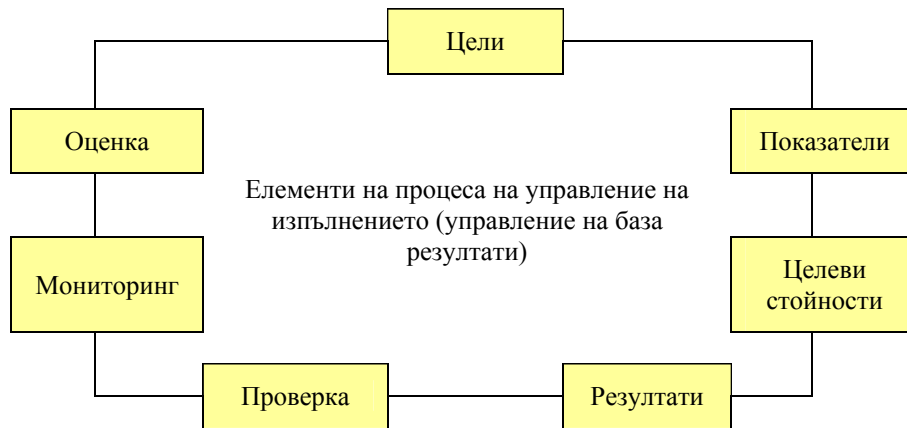 Цели
Оценка
Показатели
Елементи на процеса на управление на
изпълнението (управление на база
резултати)
Мониторинг
Целеви
стойности
Проверка
Резултати